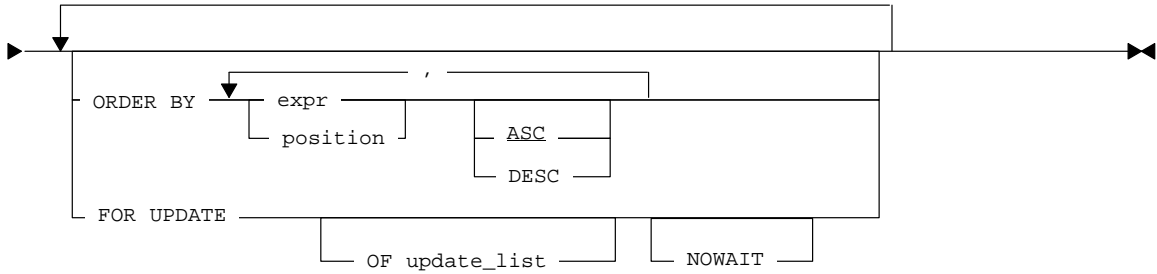 ,
ORDER BY expr
position ASC
DESC
FOR UPDATE
OF update_list NOWAIT